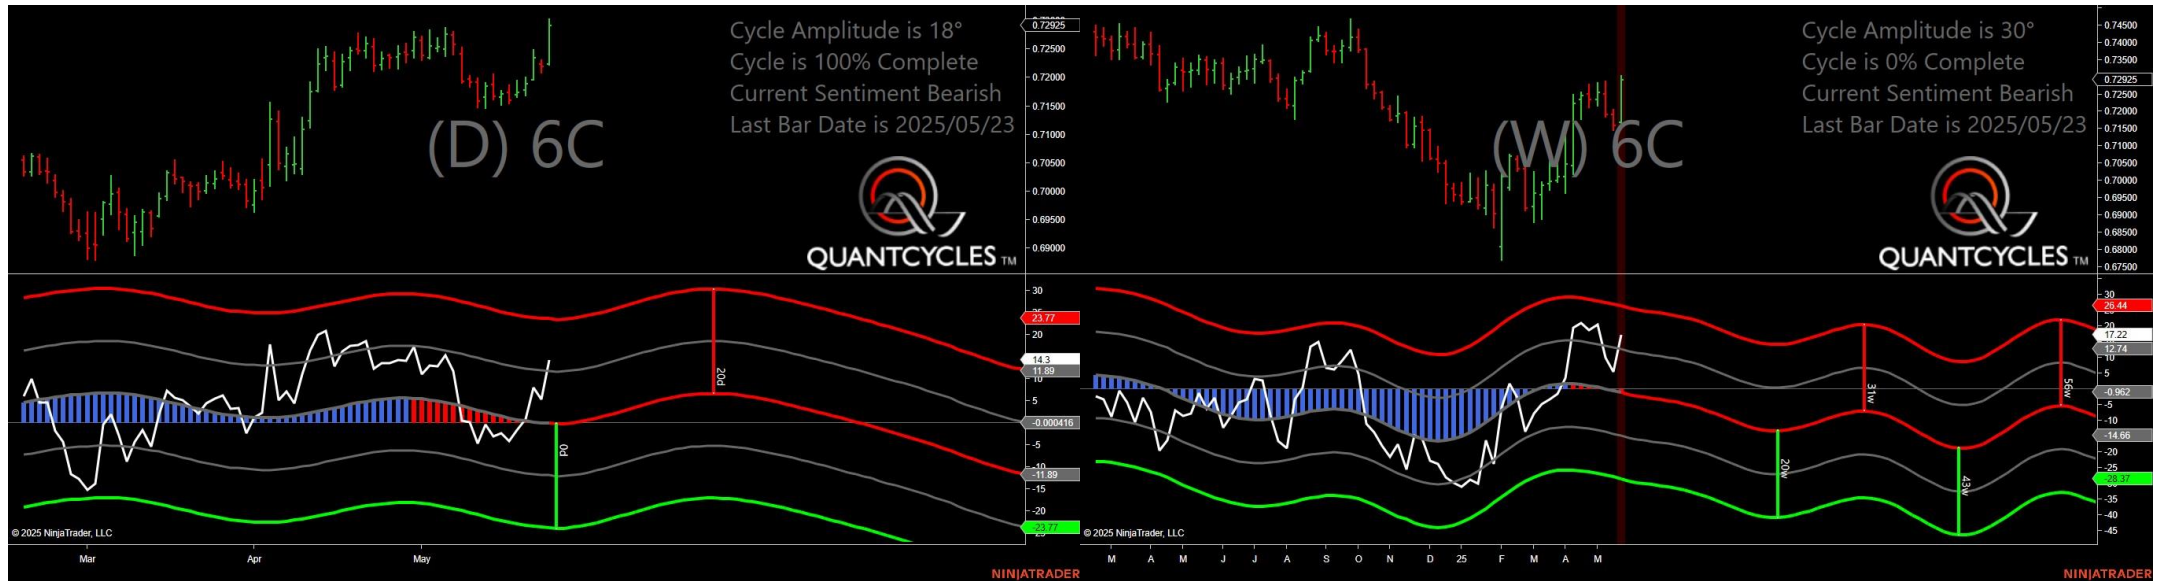 Cycle Amplitude is 18°
Cycle is 100% Complete
Current Sentiment Bearish
Last Bar Date is 2025/05/23
(D) 6C
QUANTCYCLES TM
0.72925
0.72500
0.72000
0.71500
0.71000
0.70500
0.70000
0.69500
0.69000
30
23.77
20
14.3
11.89
10
5
-0.000416
-5
-10
-11.89
-15
-20
-23.77
20d
0d
© 2025 NinjaTrader, LLC
Mar Apr May
NINJATRADER
Cycle Amplitude is 30°
Cycle is 0% Complete
Current Sentiment Bearish
Last Bar Date is 2025/05/23
(W) 6C
QUANTCYCLES TM
0.74500
0.74000
0.73500
0.72925
0.72500
0.72000
0.71500
0.71000
0.70500
0.70000
0.69500
0.69000
0.68500
0.68000
0.67500
30
26.44
20
17.22
12.74
10
5
-0.962
-5
-10
-14.66
-20
-25
-28.37
-35
-40
-45
31w
56w
20w
43w
© 2025 NinjaTrader, LLC
M A M J J A S O N D 25 F M A M
NINJATRADER